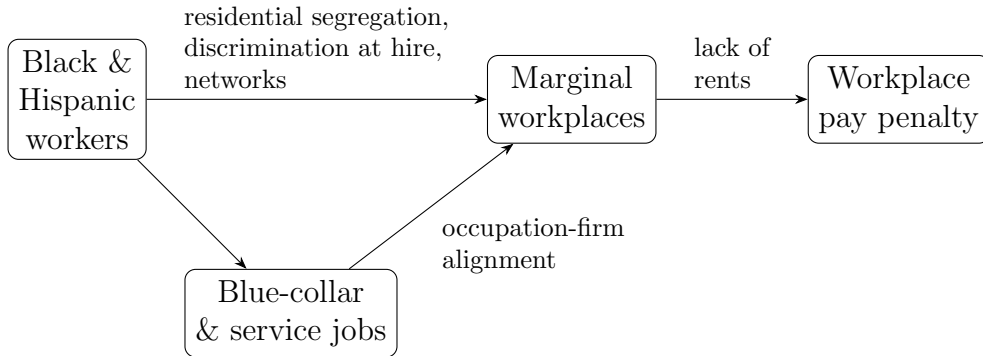 Black &
Hispanic
workers
residential segregation,
discrimination at hire,
networks
Marginal
workplaces
lack of
rents
Workplace
pay penalty
occupation-firm
alignment
Blue-collar
& service jobs